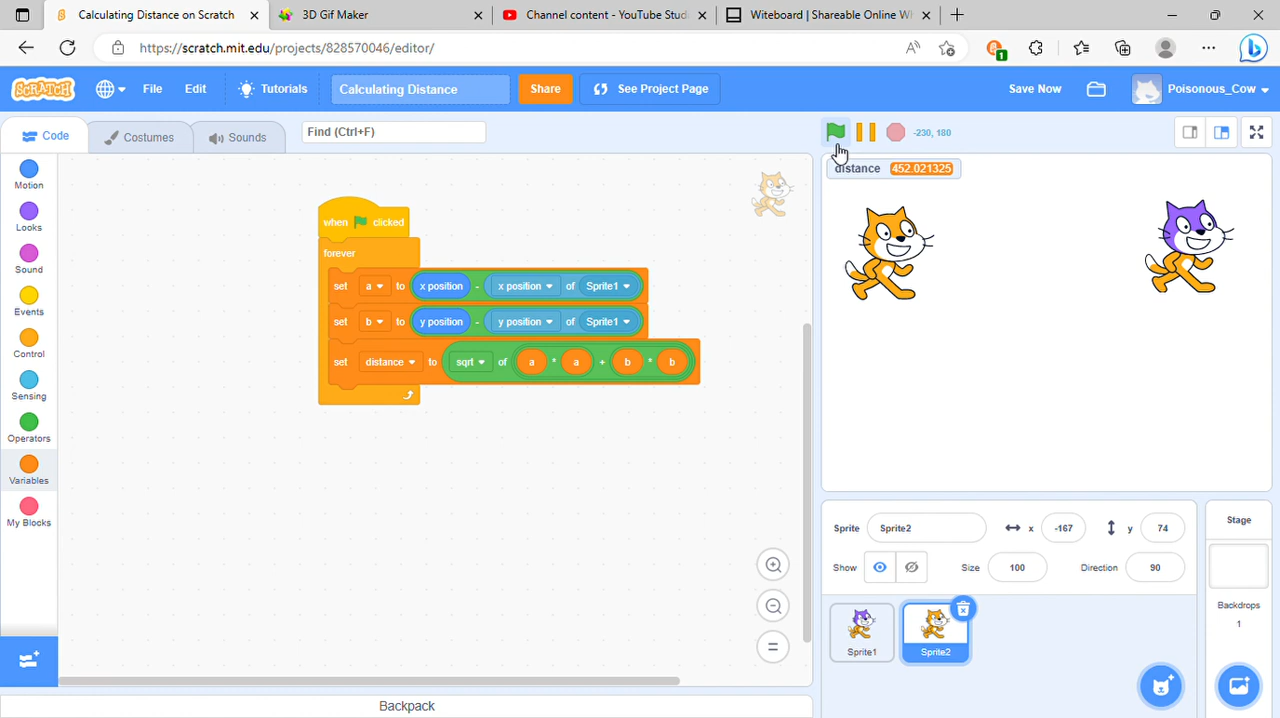 Calculating Distance on Scratch
3D Gif Maker
Channel content - YouTube Studi
Witeboard | Shareable Online Wi
https://scratch.mit.edu/projects/828570046/editor/
1
SCRATCH
File
Edit
Tutorials
Calculating Distance
Share
See Project Page
Save Now
Poisonous_Cow
Code
Costumes
Sounds
Find (Ctrl+F)
-230, 180
Motion
Looks
Sound
Events
Control
Sensing
Operators
Variables
My Blocks
when clicked
forever
set a to x position - x position of Sprite1
set b to y position - y position of Sprite1
set distance to sqrt of a * a + b * b
distance 452.021325
Sprite Sprite2 x -167 y 74
Show Size 100 Direction 90
Sprite1
Sprite2
Stage
Backdrops
1
Backpack